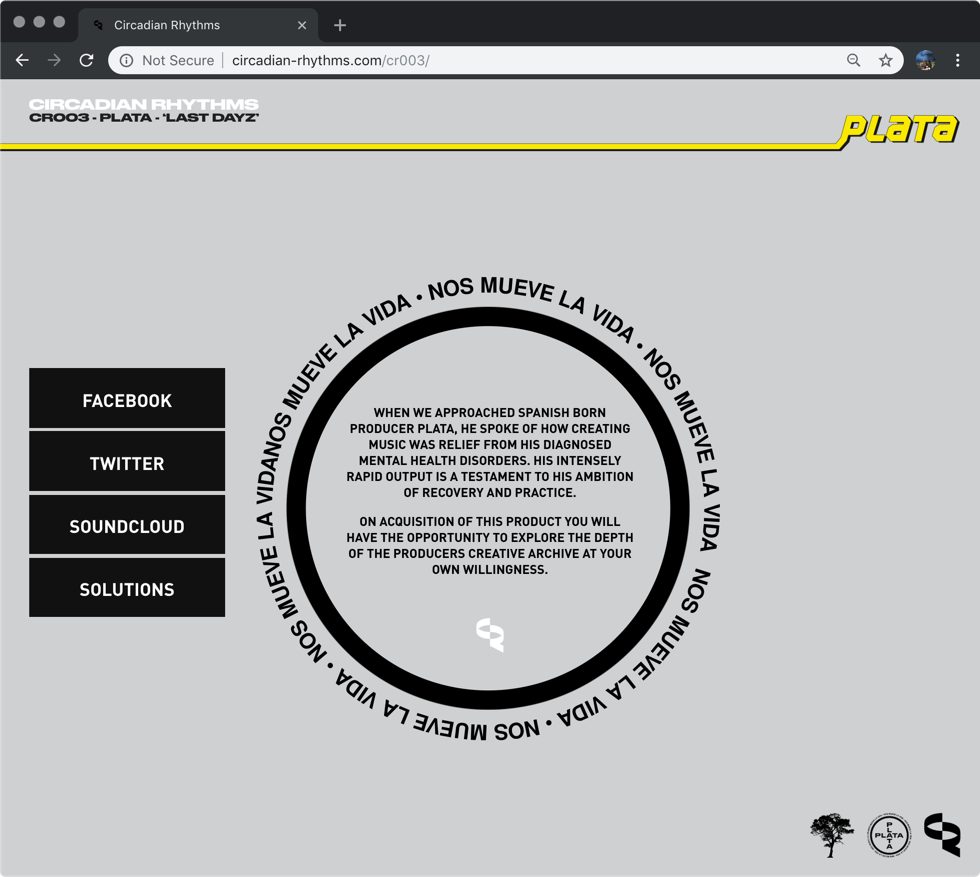 Circadian Rhythms
Not Secure
circadian-rhythms.com/cr003/
CIRCADIAN RHYTHMS
CR003 - PLATA - ‘LAST DAYZ’
PLATA
NOS MUEVE LA VIDA • NOS MUEVE LA VIDA • NOS MUEVE LA VIDA NOS MUEVE LA VIDA • NOS MUEVE LA VIDA • NOS MUEVE LA VIDANOS MUEVE LA VIDA •
FACEBOOK
TWITTER
SOUNDCLOUD
SOLUTIONS
WHEN WE APPROACHED SPANISH BORN
PRODUCER PLATA, HE SPOKE OF HOW CREATING
MUSIC WAS RELIEF FROM HIS DIAGNOSED
MENTAL HEALTH DISORDERS. HIS INTENSELY
RAPID OUTPUT IS A TESTAMENT TO HIS AMBITION
OF RECOVERY AND PRACTICE.
ON ACQUISITION OF THIS PRODUCT YOU WILL
HAVE THE OPPORTUNITY TO EXPLORE THE DEPTH
OF THE PRODUCERS CREATIVE ARCHIVE AT YOUR
OWN WILLINGNESS.
PLATA
PLATA